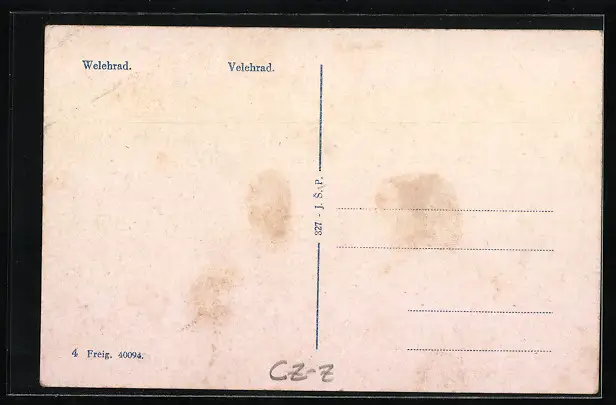 Welehrad. Velehrad.
327 - J. Š. P.
4 Freig. 40094.
CZ-Z